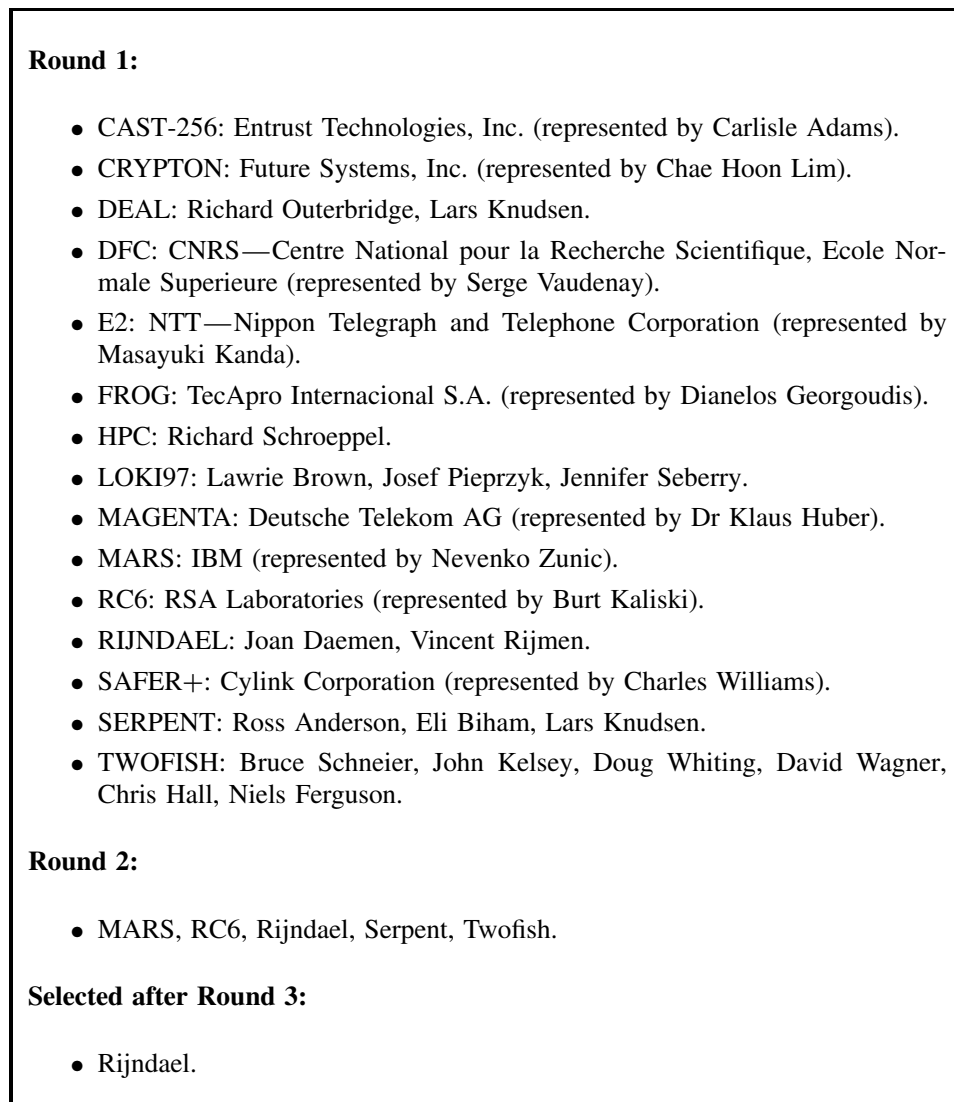 Round 1:
• CAST-256: Entrust Technologies, Inc. (represented by Carlisle Adams).
• CRYPTON: Future Systems, Inc. (represented by Chae Hoon Lim).
• DEAL: Richard Outerbridge, Lars Knudsen.
• DFC: CNRS—Centre National pour la Recherche Scientifique, Ecole Nor-
male Superieure (represented by Serge Vaudenay).
• E2: NTT—Nippon Telegraph and Telephone Corporation (represented by
Masayuki Kanda).
• FROG: TecApro Internacional S.A. (represented by Dianelos Georgoudis).
• HPC: Richard Schroeppel.
• LOKI97: Lawrie Brown, Josef Pieprzyk, Jennifer Seberry.
• MAGENTA: Deutsche Telekom AG (represented by Dr Klaus Huber).
• MARS: IBM (represented by Nevenko Zunic).
• RC6: RSA Laboratories (represented by Burt Kaliski).
• RIJNDAEL: Joan Daemen, Vincent Rijmen.
• SAFER+: Cylink Corporation (represented by Charles Williams).
• SERPENT: Ross Anderson, Eli Biham, Lars Knudsen.
• TWOFISH: Bruce Schneier, John Kelsey, Doug Whiting, David Wagner,
Chris Hall, Niels Ferguson.
Round 2:
• MARS, RC6, Rijndael, Serpent, Twofish.
Selected after Round 3:
• Rijndael.